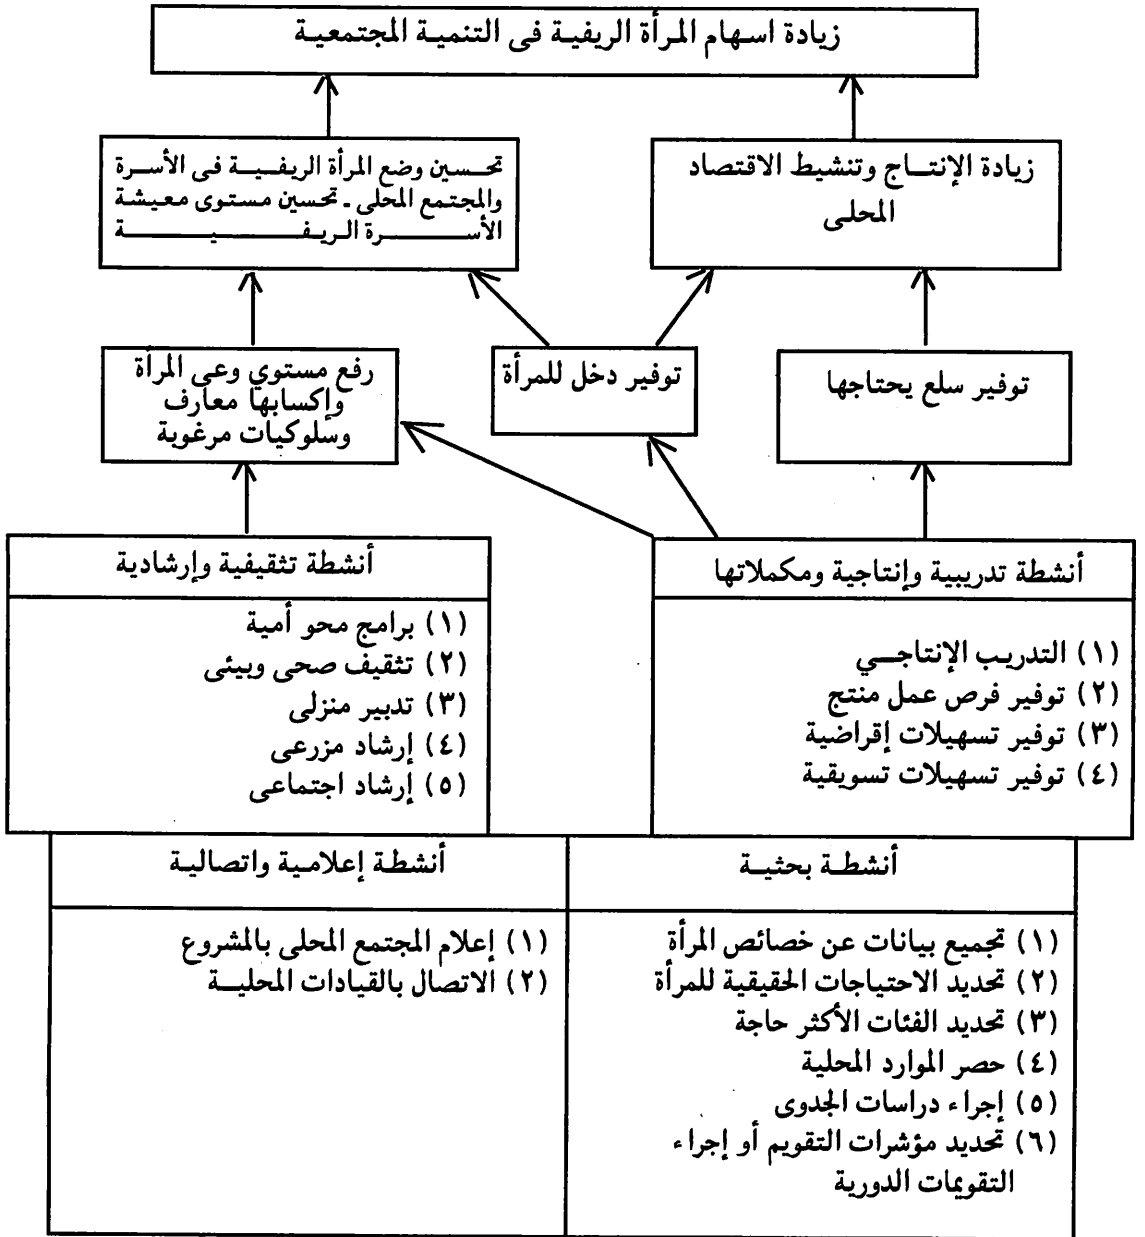 زيادة اسهام المرأة الريفية فى التنمية المجتمعية
زيادة الإنتاج وتنشيط الاقتصاد
المحلى
تحسين وضع المرأة الريفية فى الأسرة
والمجتمع المحلى ـ تحسين مستوى معيشة
الأسرة الريفية
توفير سلع يحتاجها
توفير دخل للمرأة
رفع مستوي وعى المرأة
وإكسابها معارف
وسلوكيات مرغوبة
أنشطة تدريبية وإنتاجية ومكملاتها
(١) التدريب الإنتاجي
(٢) توفير فرص عمل منتج
(٣) توفير تسهيلات إقراضية
(٤) توفير تسهيلات تسويقية
أنشطة تثقيفية وإرشادية
(١) برامج محو أمية
(٢) تثقيف صحى وبيئى
(٣) تدبير منزلى
(٤) إرشاد مزرعى
(٥) إرشاد اجتماعى
أنشطة بحثية
(١) تجميع بيانات عن خصائص المرأة
(٢) تحديد الاحتياجات الحقيقية للمرأة
(٣) تحديد الفئات الأكثر حاجة
(٤) حصر الموارد المحلية
(٥) إجراء دراسات الجدوى
(٦) تحديد مؤشرات التقويم أو إجراء
التقويمات الدورية
أنشطة إعلامية واتصالية
(١) إعلام المجتمع المحلى بالمشروع
(٢) الاتصال بالقيادات المحلية